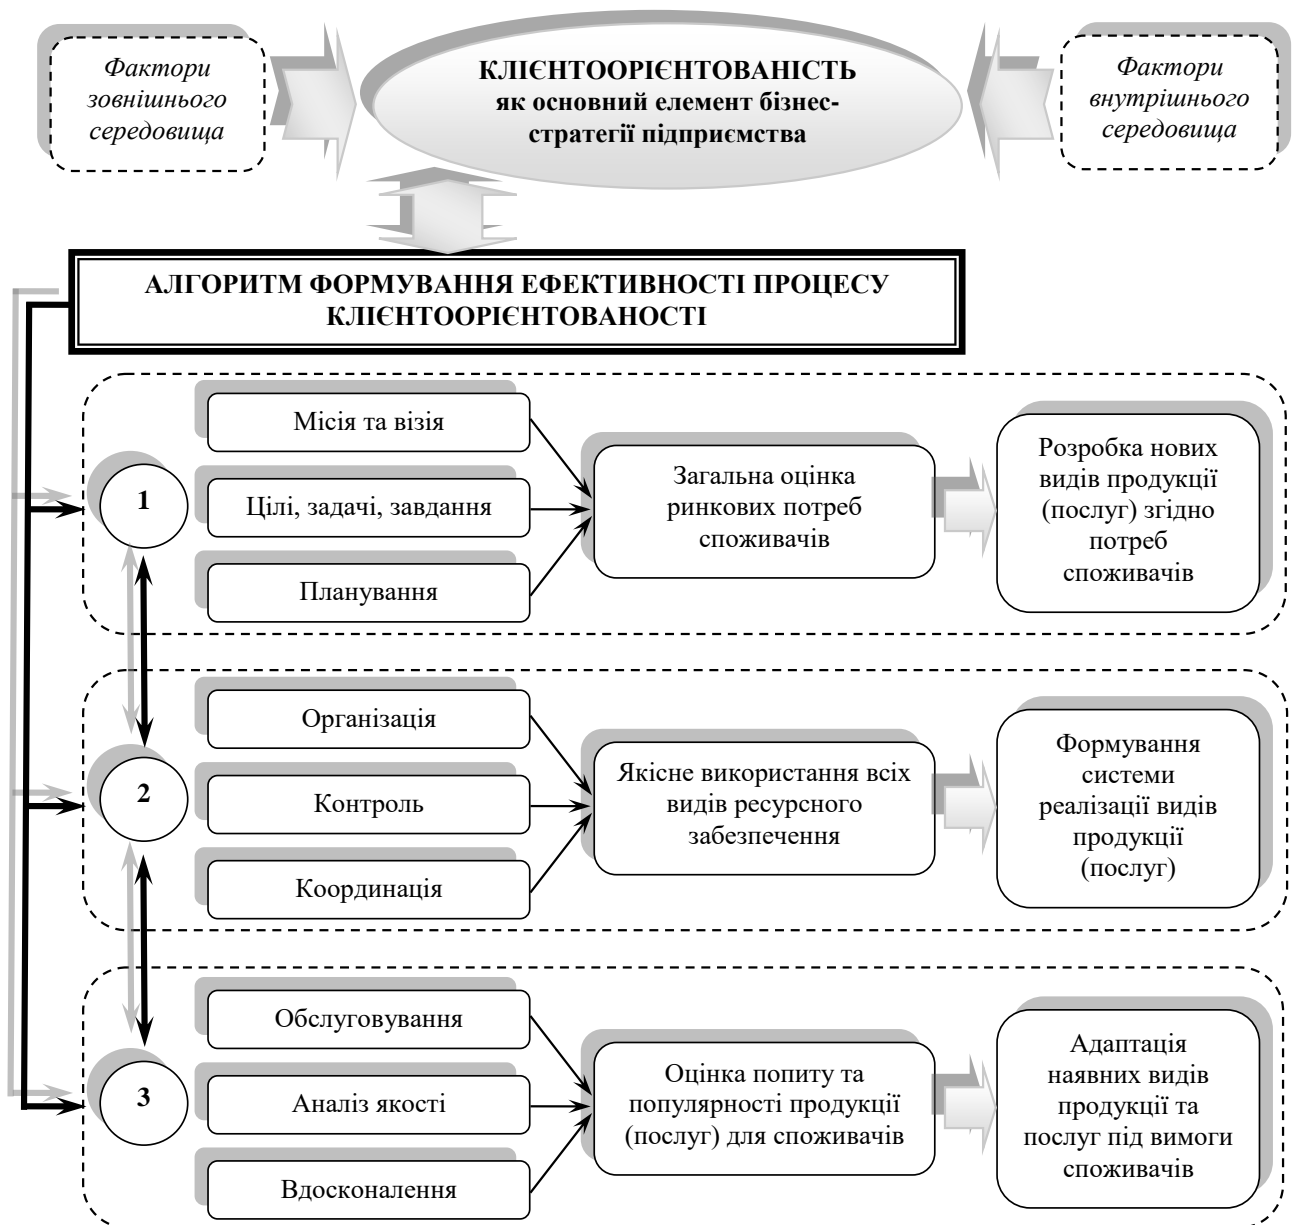 Фактори
зовнішнього
середовища
КЛІЄНТООРІЄНТОВАНІСТЬ
як основний елемент бізнес-
стратегії підприємства
Фактори
внутрішнього
середовища
АЛГОРИТМ ФОРМУВАННЯ ЕФЕКТИВНОСТІ ПРОЦЕСУ
КЛІЄНТООРІЄНТОВАНОСТІ
1
Місія та візія
Цілі, задачі, завдання
Планування
Загальна оцінка
ринкових потреб
споживачів
Розробка нових
видів продукції
(послуг) згідно
потреб
споживачів
2
Організація
Контроль
Координація
Якісне використання всіх
видів ресурсного
забезпечення
Формування
системи
реалізації видів
продукції
(послуг)
3
Обслуговування
Аналіз якості
Вдосконалення
Оцінка попиту та
популярності продукції
(послуг) для споживачів
Адаптація
наявних видів
продукції та
послуг під вимоги
споживачів